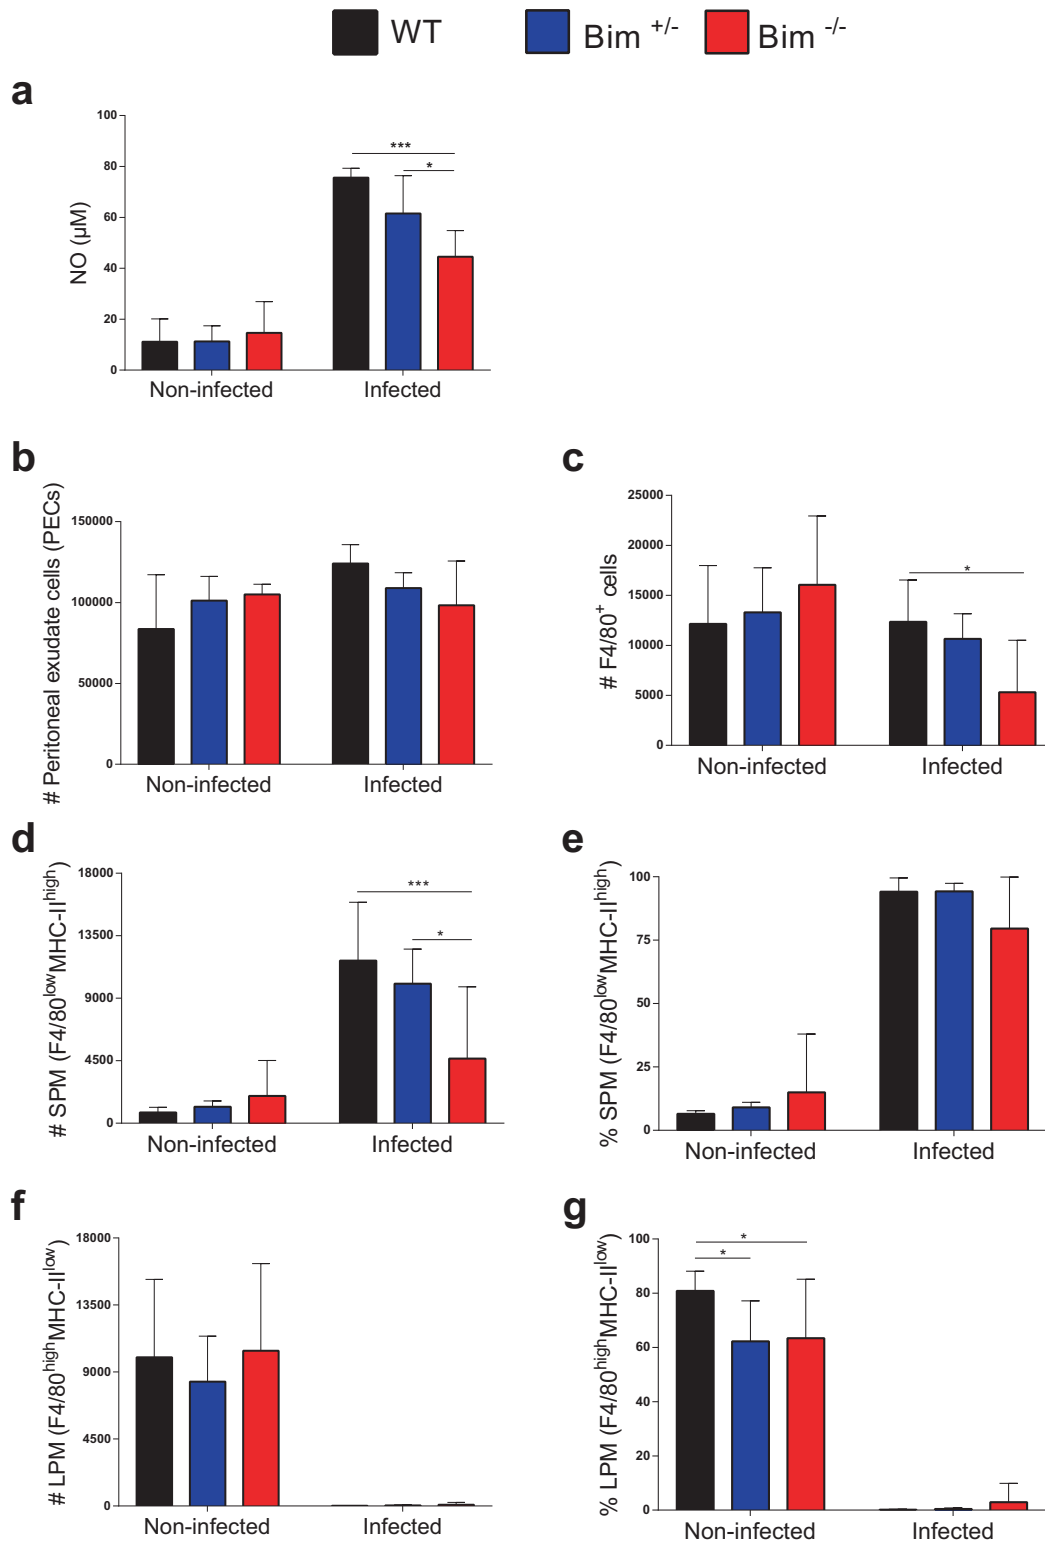 WT Bim +/- Bim -/-
a
NO (µM)
100
80
60
40
20
0
***
*
Non-infected Infected
b
# Peritoneal exudate cells (PECs)
150000
100000
50000
0
Non-infected Infected
c
# F4/80+ cells
25000
20000
15000
10000
5000
0
*
Non-infected Infected
d
# SPM (F4/80lowMHC-IIhigh)
18000
13500
9000
4500
0
***
*
Non-infected Infected
e
% SPM (F4/80lowMHC-IIhigh)
100
75
50
25
0
Non-infected Infected
f
# LPM (F4/80highMHC-IIlow)
18000
13500
9000
4500
0
Non-infected Infected
g
% LPM (F4/80highMHC-IIlow)
100
80
60
40
20
0
*
*
Non-infected Infected